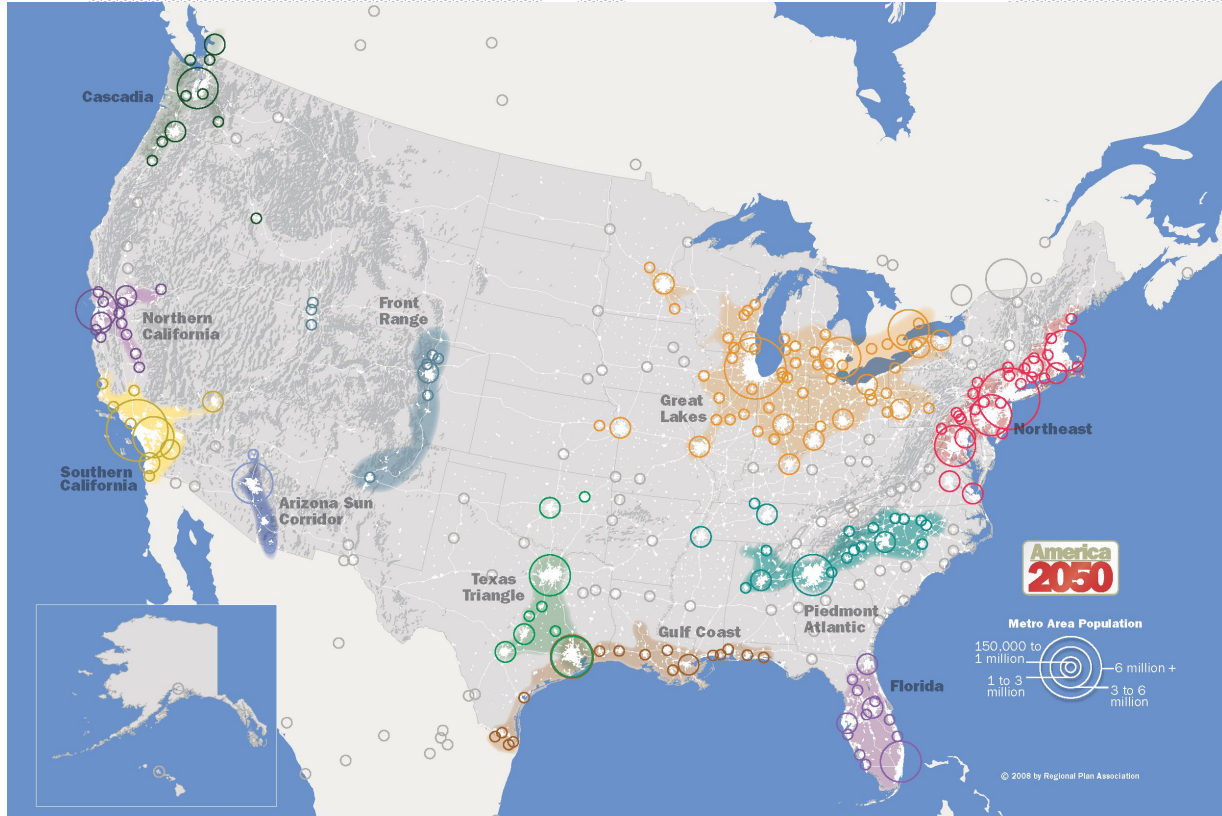 Cascadia
Northern
California
Front
Range
Great
Lakes
Northeast
Southern
California
Arizona Sun
Corridor
Texas
Triangle
Gulf Coast
Piedmont
Atlantic
Florida
America
2050
Metro Area Population
150,000 to
1 million
1 to 3
million
6 million +
3 to 6
million
© 2008 by Regional Plan Association